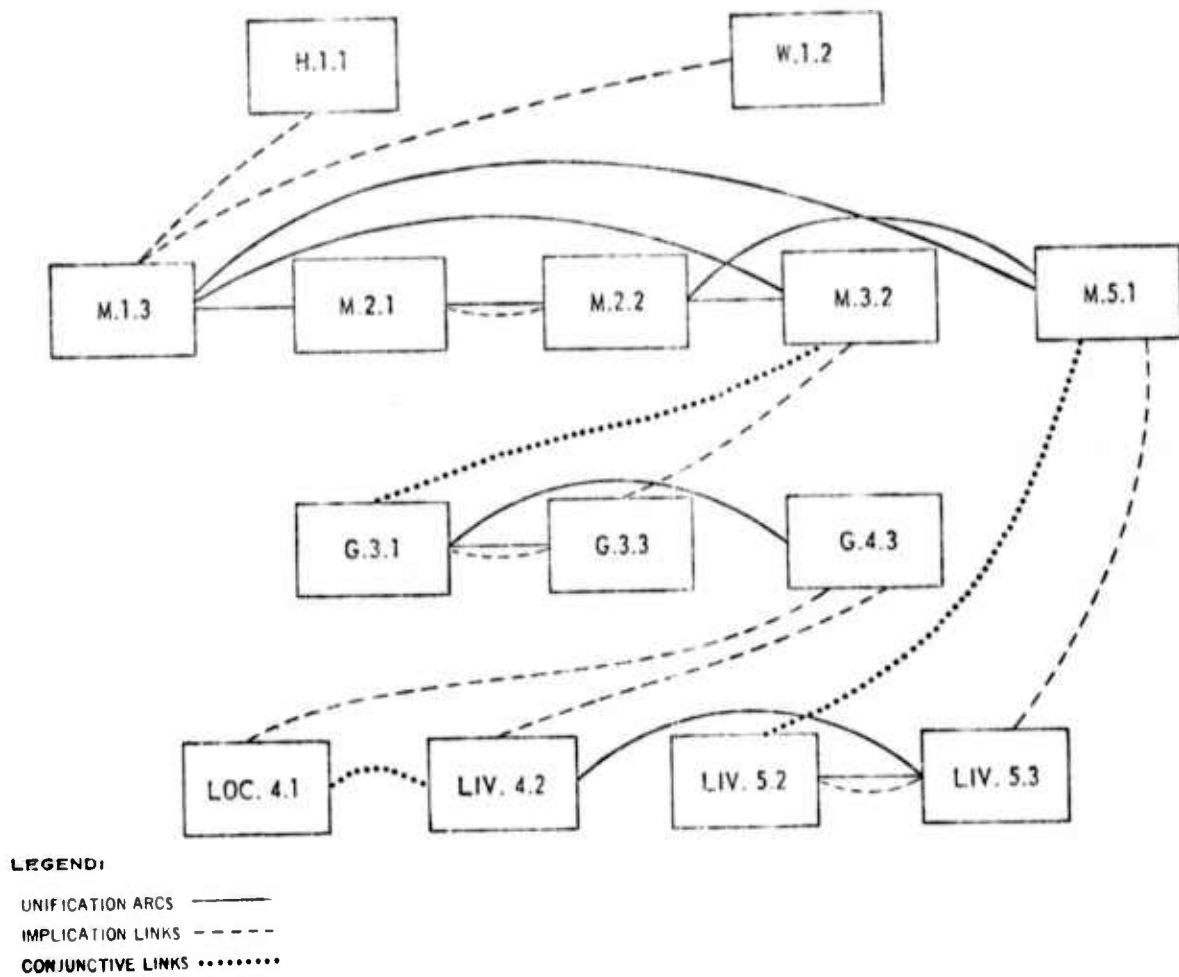 H.1.1
W.1.2
M.1.3
M.2.1
M.2.2
M.3.2
M.5.1
G.3.1
G.3.3
G.4.3
LOC. 4.1
LIV. 4.2
LIV. 5.2
LIV. 5.3
LEGEND:
UNIFICATION ARCS
IMPLICATION LINKS
CONJUNCTIVE LINKS